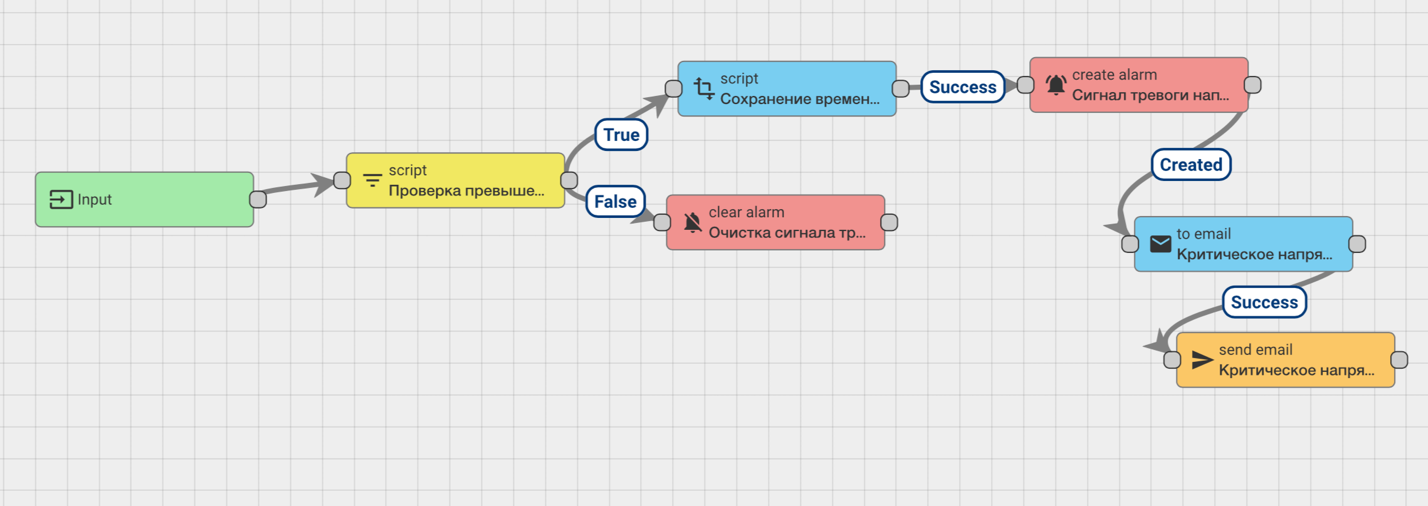 Input
script
Проверка превыше...
True
False
script
Сохранение времен...
Success
create alarm
Сигнал тревоги нап...
clear alarm
Очистка сигнала тр...
Created
to email
Критическое напря...
Success
send email
Критическое напря...